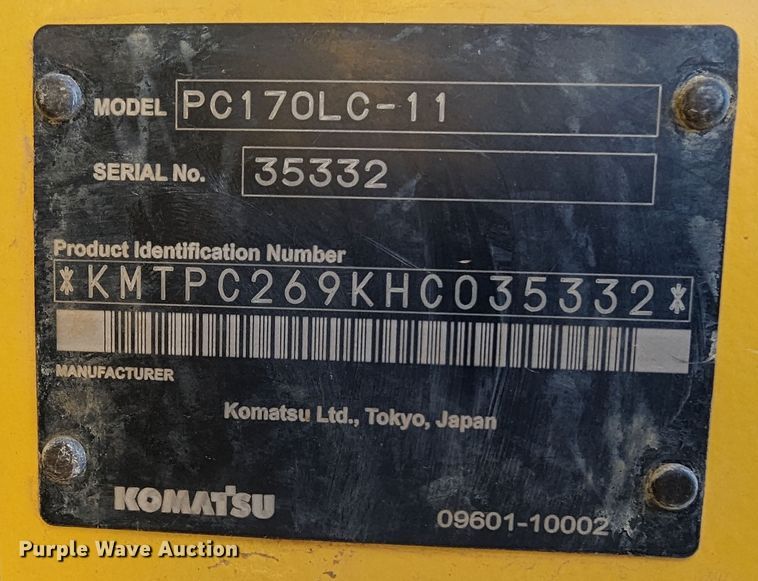 MODEL PC170LC-11
SERIAL No. 35332
Product Identification Number
*KMTPC269KHC035332*
MANUFACTURER
Komatsu Ltd., Tokyo, Japan
KOMATSU
09601-10002
Purple Wave Auction